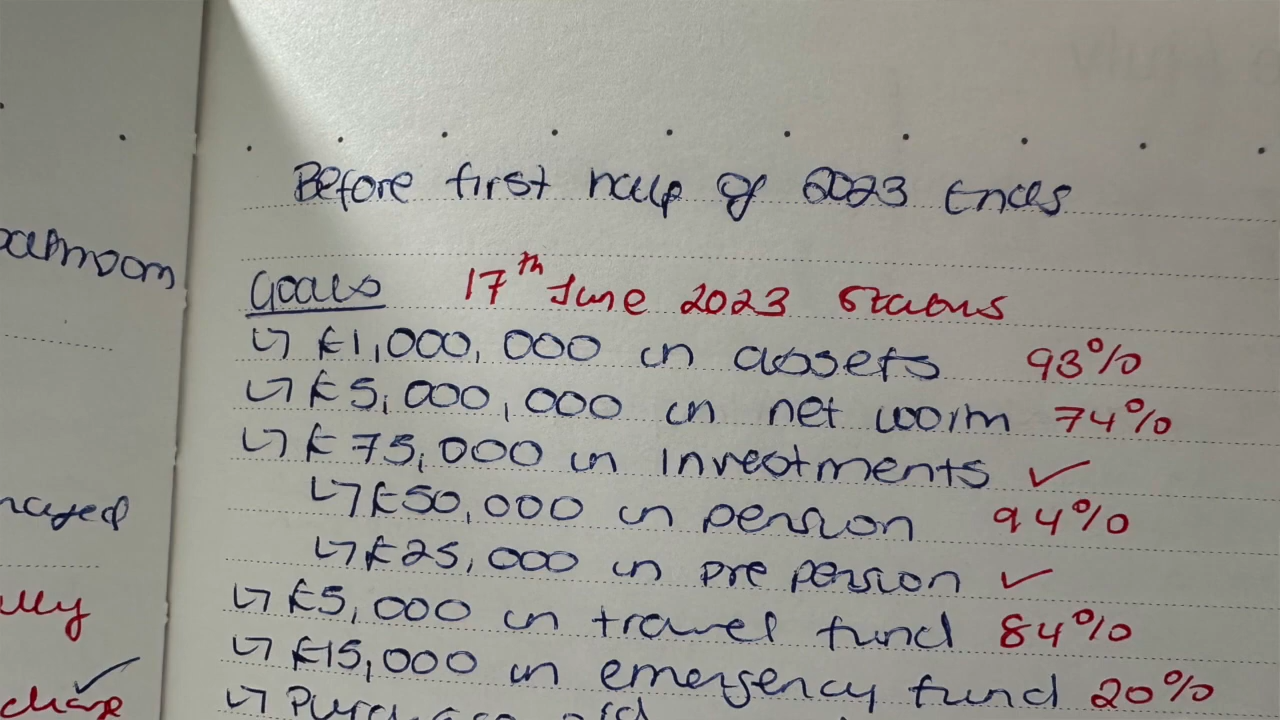 Before first half of 2023 Ends
Goals 17th June 2023 Status
↳ £1,000,000 in assets 93%
↳ £5,000,000 in net worth 74%
↳ £75,000 in investments ✓
↳ £50,000 in pension 94%
↳ £25,000 in pre pension ✓
↳ £5,000 in travel fund 84%
↳ £15,000 in emergency fund 20%